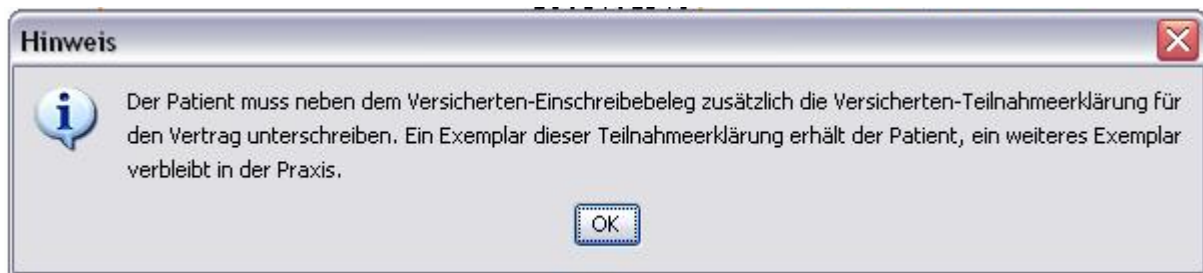 Hinweis
Der Patient muss neben dem Versicherten-Einschreibebeleg zusätzlich die Versicherten-Teilnahmeerklärung für
den Vertrag unterschreiben. Ein Exemplar dieser Teilnahmeerklärung erhält der Patient, ein weiteres Exemplar
verbleibt in der Praxis.
OK